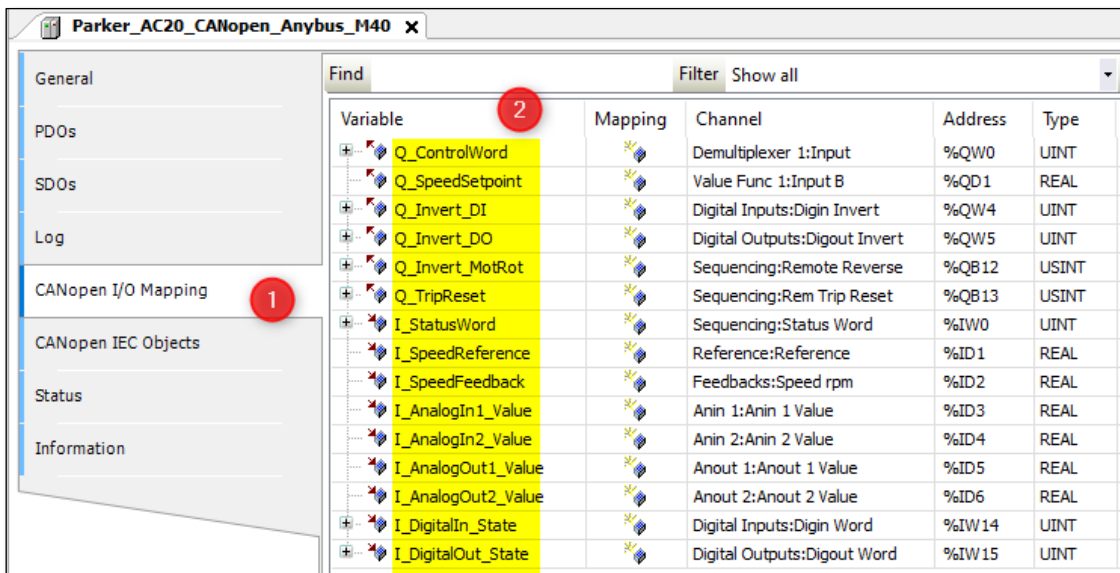 Parker_AC20_CANopen_Anybus_M40 X
General
PDOs
SDOs
Log
CANopen I/O Mapping 1
CANopen IEC Objects
Status
Information
Find Filter Show all
2
Variable Mapping Channel Address Type
Q_ControlWord Demultiplexer 1:Input %QW0 UINT
Q_SpeedSetpoint Value Func 1:Input B %QD1 REAL
Q_Invert_DI Digital Inputs:Digin Invert %QW4 UINT
Q_Invert_DO Digital Outputs:Digout Invert %QW5 UINT
Q_Invert_MotRot Sequencing:Remote Reverse %QB12 USINT
Q_TripReset Sequencing:Rem Trip Reset %QB13 USINT
I_StatusWord Sequencing:Status Word %IW0 UINT
I_SpeedReference Reference:Reference %ID1 REAL
I_SpeedFeedback Feedbacks:Speed rpm %ID2 REAL
I_AnalogIn1_Value Anin 1:Anin 1 Value %ID3 REAL
I_AnalogIn2_Value Anin 2:Anin 2 Value %ID4 REAL
I_AnalogOut1_Value Anout 1:Anout 1 Value %ID5 REAL
I_AnalogOut2_Value Anout 2:Anout 2 Value %ID6 REAL
I_DigitalIn_State Digital Inputs:Digin Word %IW14 UINT
I_DigitalOut_State Digital Outputs:Digout Word %IW15 UINT